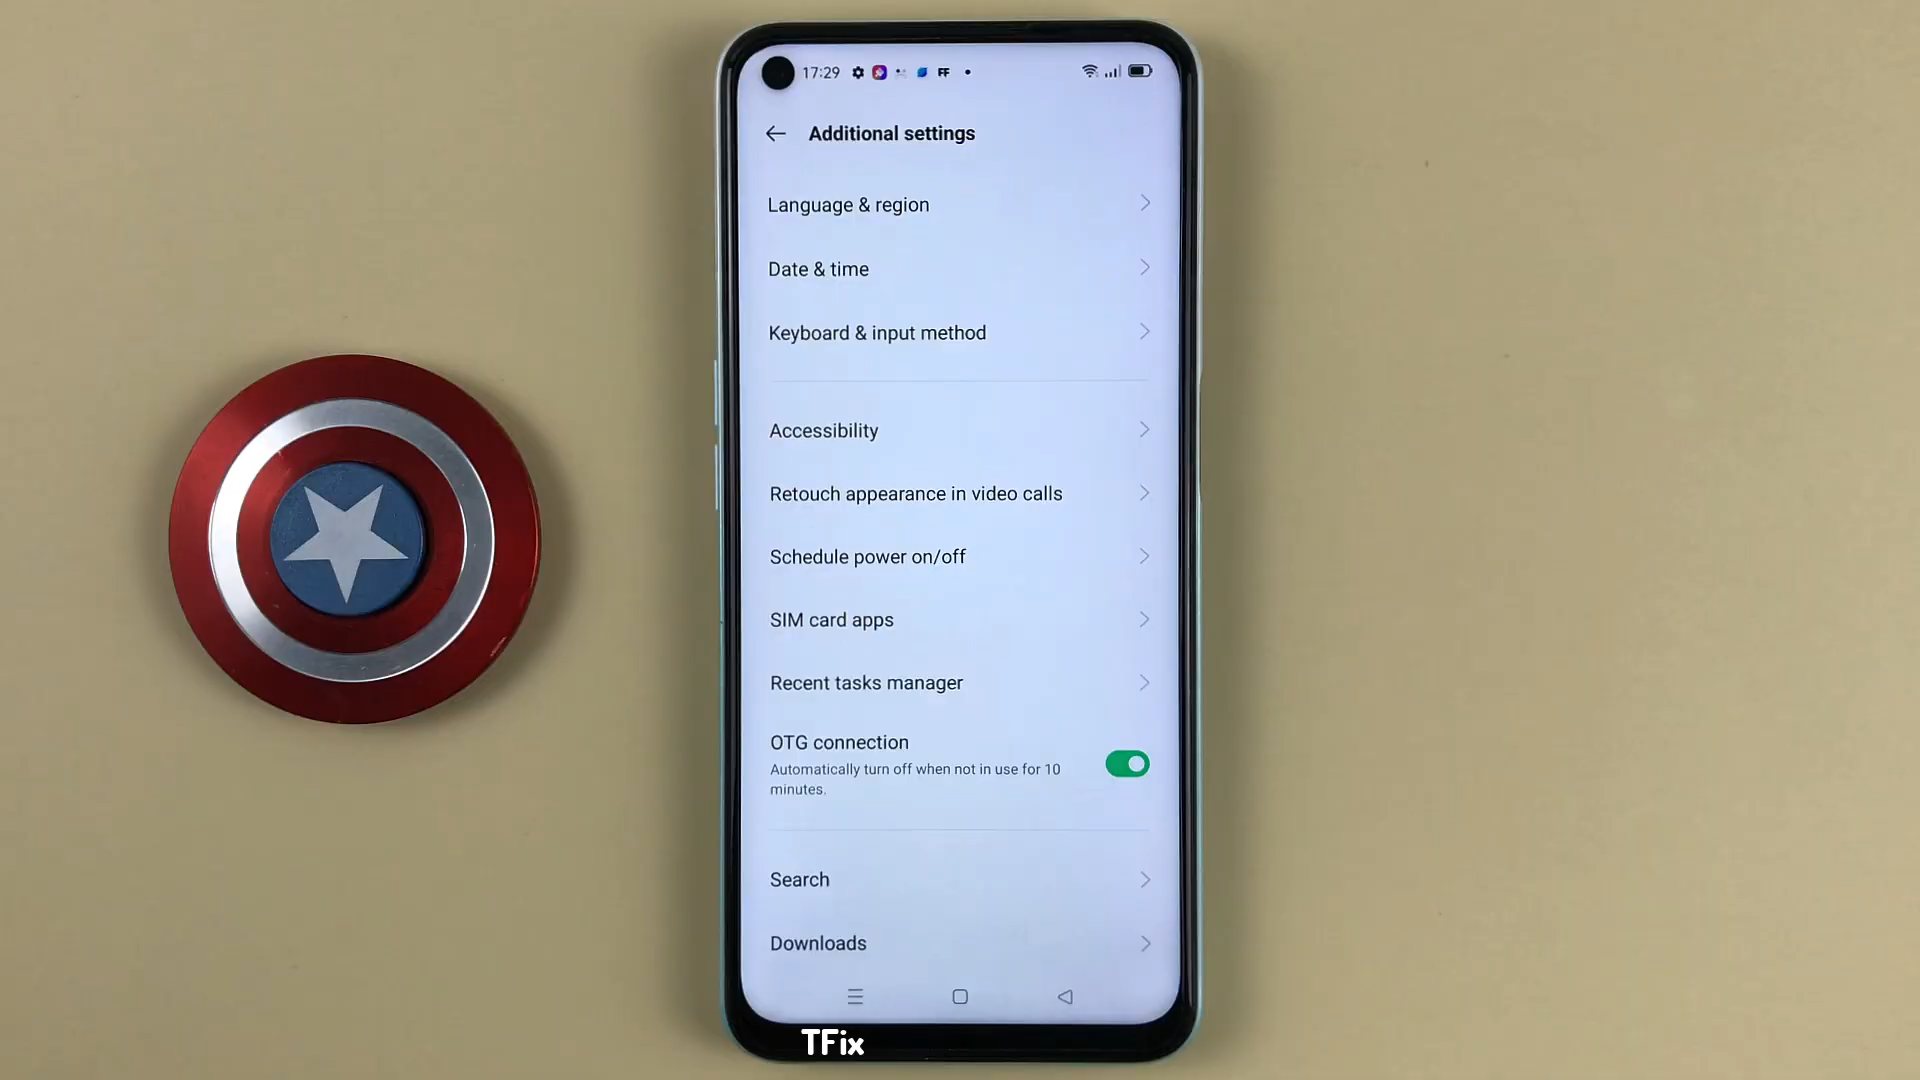 17:29
Additional settings
Language & region
Date & time
Keyboard & input method
Accessibility
Retouch appearance in video calls
Schedule power on/off
SIM card apps
Recent tasks manager
OTG connection
Automatically turn off when not in use for 10
minutes.
Search
Downloads
TFix